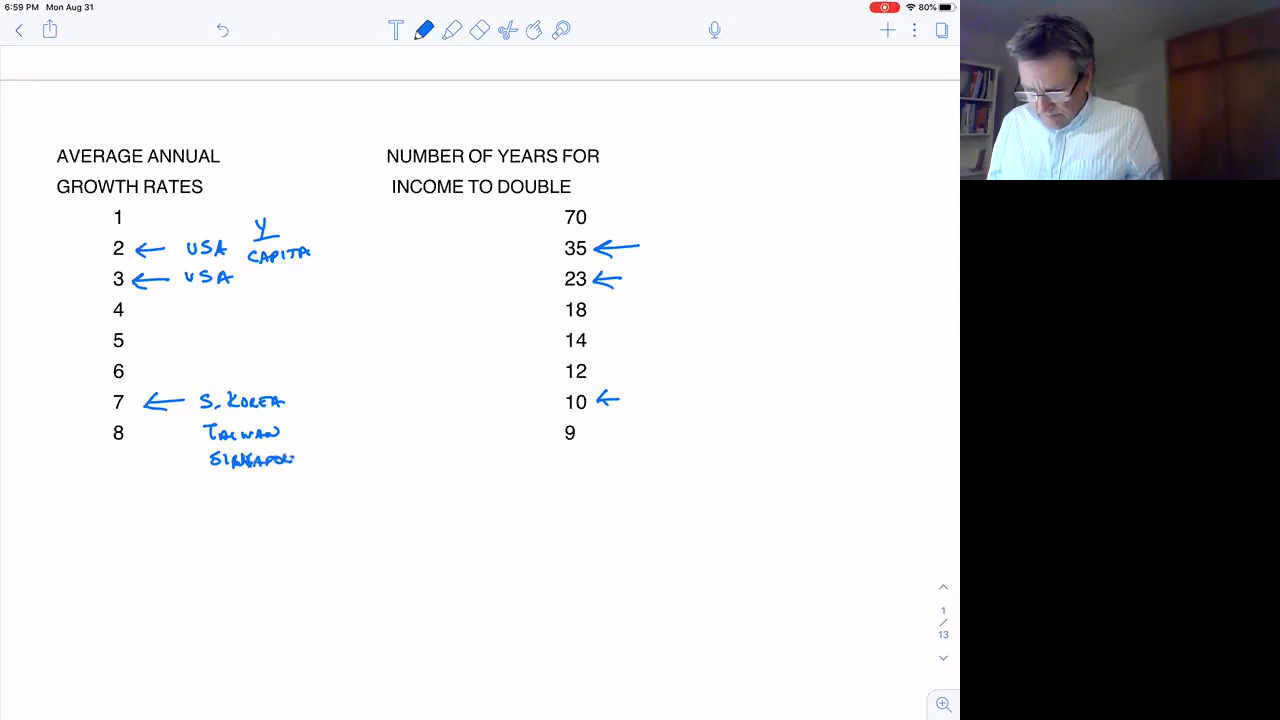 6:59 PM Mon Aug 31 80%
AVERAGE ANNUAL NUMBER OF YEARS FOR
GROWTH RATES INCOME TO DOUBLE
1 70
2 ← USA Y/CAPITA 35 ←
3 ← USA 23 ←
4 18
5 14
6 12
7 ← S. KOREA 10 ←
8 TAIWAN 9
SINGAPOR
1
/
13